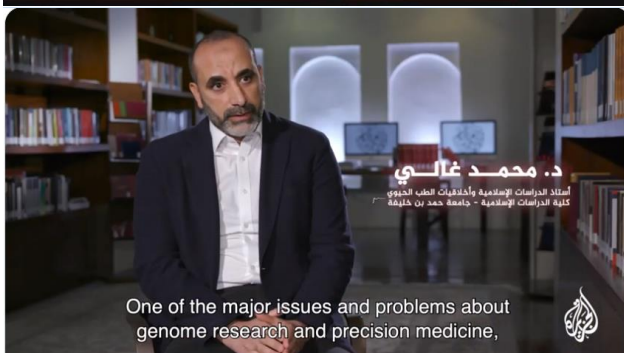 د. محمد غالي
أستاذ الدراسات الإسلامية وأخلاقيات الطب الحيوي
كلية الدراسات الإسلامية - جامعة حمد بن خليفة
One of the major issues and problems about
genome research and precision medicine,
الجزيرة